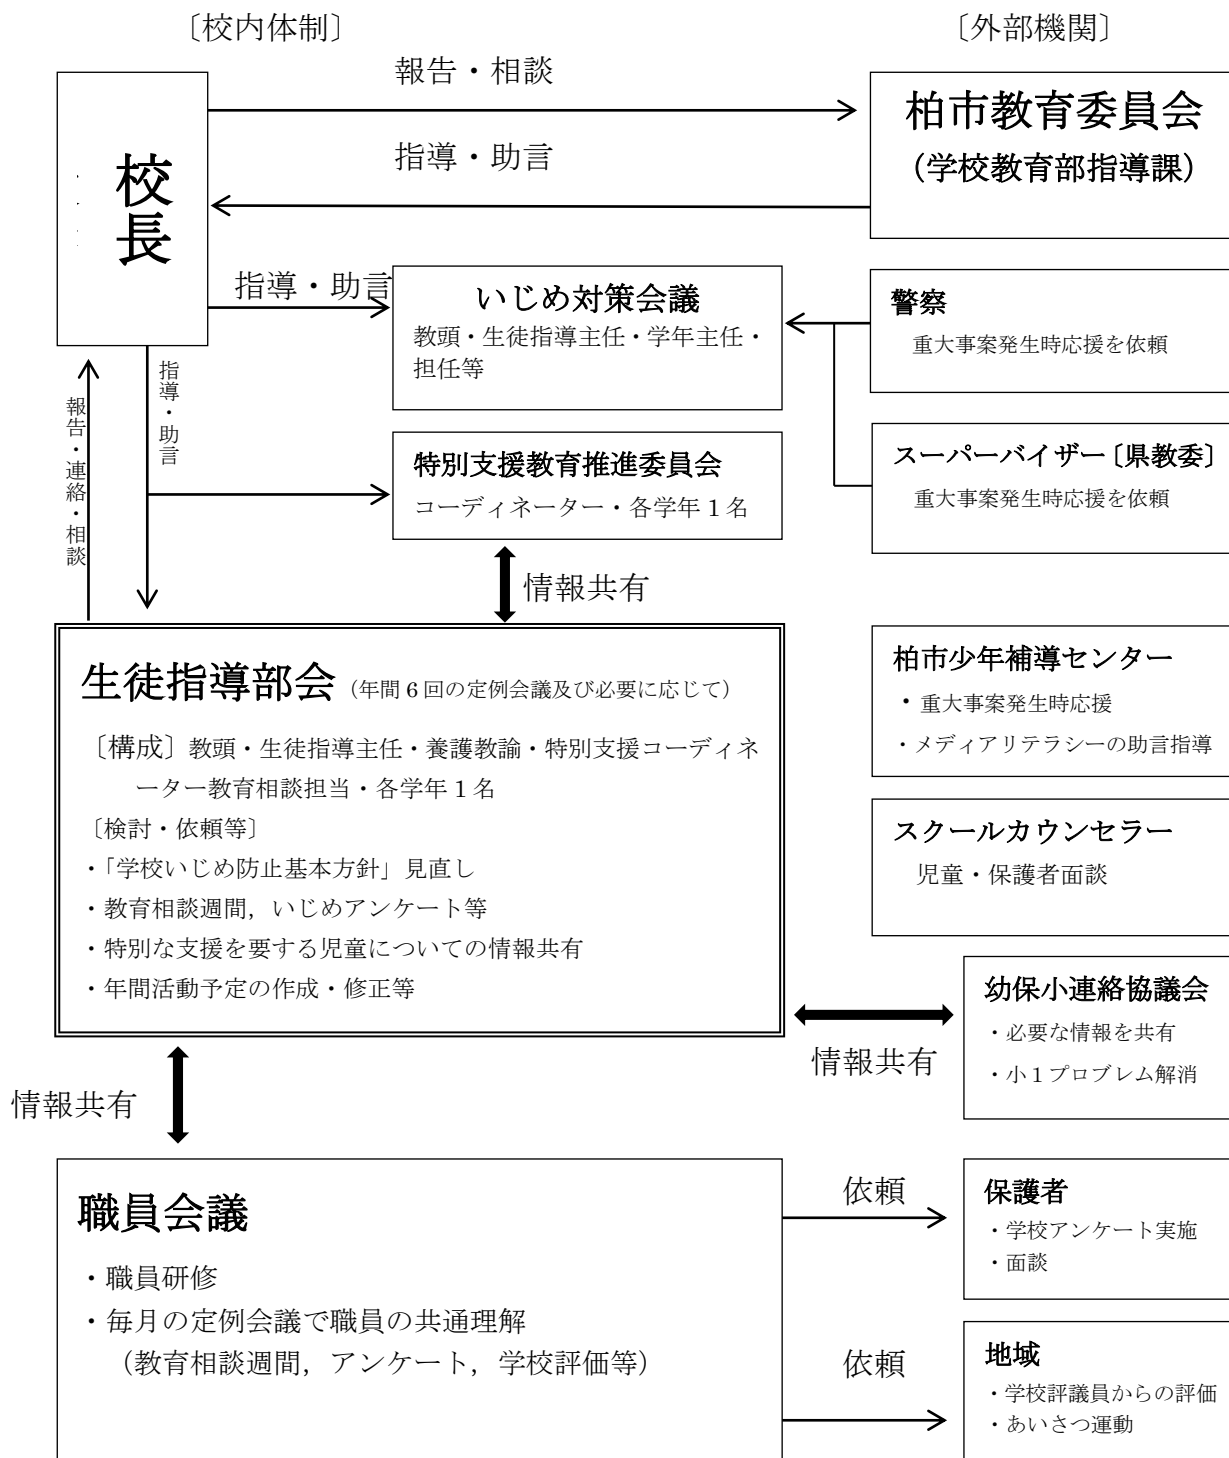 〔校内体制〕
〔外部機関〕
報告・相談
校長
柏市教育委員会
（学校教育部指導課）
指導・助言
指導・助言
いじめ対策会議
教頭・生徒指導主任・学年主任・
担任等
警察
重大事案発生時応援を依頼
指導・助言
報告・連絡・相談
特別支援教育推進委員会
コーディネーター・各学年１名
スーパーバイザー〔県教委〕
重大事案発生時応援を依頼
情報共有
生徒指導部会（年間 6 回の定例会議及び必要に応じて）
〔構成〕教頭・生徒指導主任・養護教諭・特別支援コーディネ
ーター教育相談担当・各学年１名
〔検討・依頼等〕
・「学校いじめ防止基本方針」見直し
・教育相談週間，いじめアンケート等
・特別な支援を要する児童についての情報共有
・年間活動予定の作成・修正等
柏市少年補導センター
・重大事案発生時応援
・メディアリテラシーの助言指導
スクールカウンセラー
児童・保護者面談
幼保小連絡協議会
・必要な情報を共有
・小１プロブレム解消
情報共有
情報共有
職員会議
・職員研修
・毎月の定例会議で職員の共通理解
（教育相談週間，アンケート，学校評価等）
依頼
保護者
・学校アンケート実施
・面談
依頼
地域
・学校評議員からの評価
・あいさつ運動